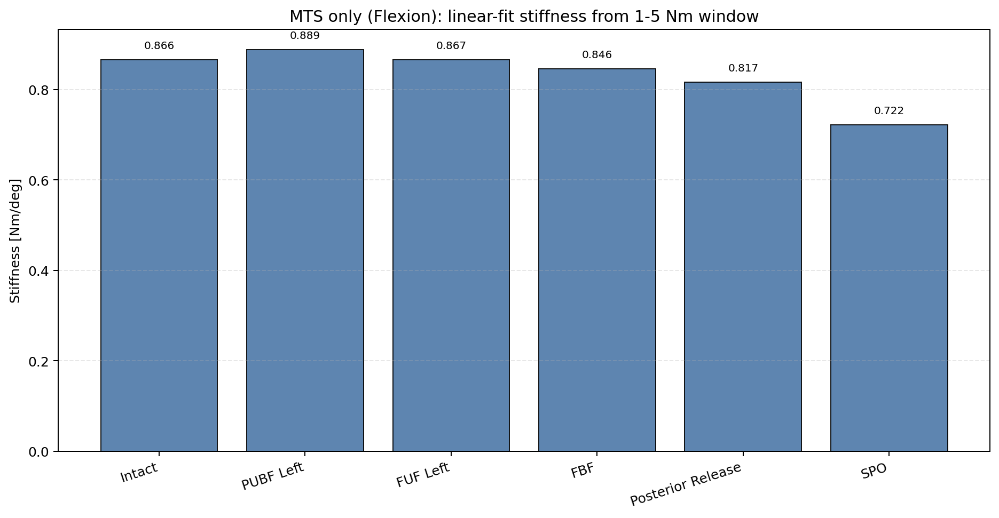 MTS only (Flexion): linear-fit stiffness from 1-5 Nm window
0.866
0.889
0.867
0.846
0.817
0.722
Stiffness [Nm/deg]
0.8
0.6
0.4
0.2
0.0
Intact
PUBF Left
FUF Left
FBF
Posterior Release
SPO